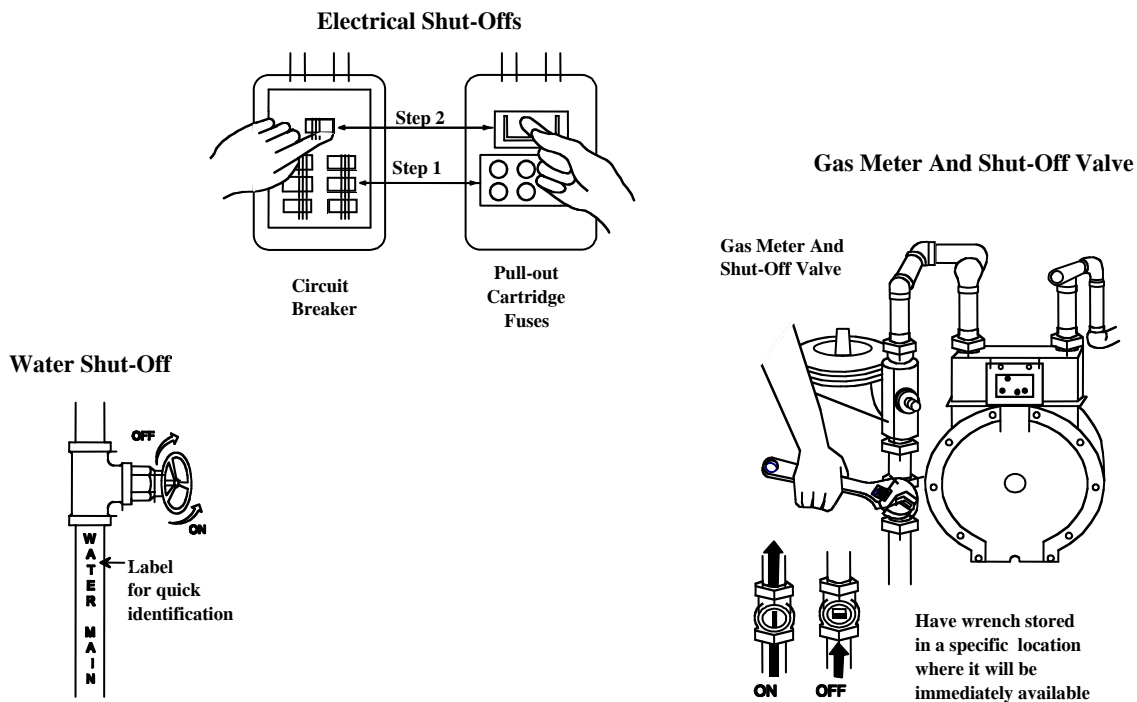 Electrical Shut-Offs
Step 2
Step 1
Circuit
Breaker
Pull-out
Cartridge
Fuses
Gas Meter And Shut-Off Valve
Gas Meter And
Shut-Off Valve
Water Shut-Off
OFF
ON
WATER MAIN
Label
for quick
identification
ON
OFF
Have wrench stored
in a specific location
where it will be
immediately available